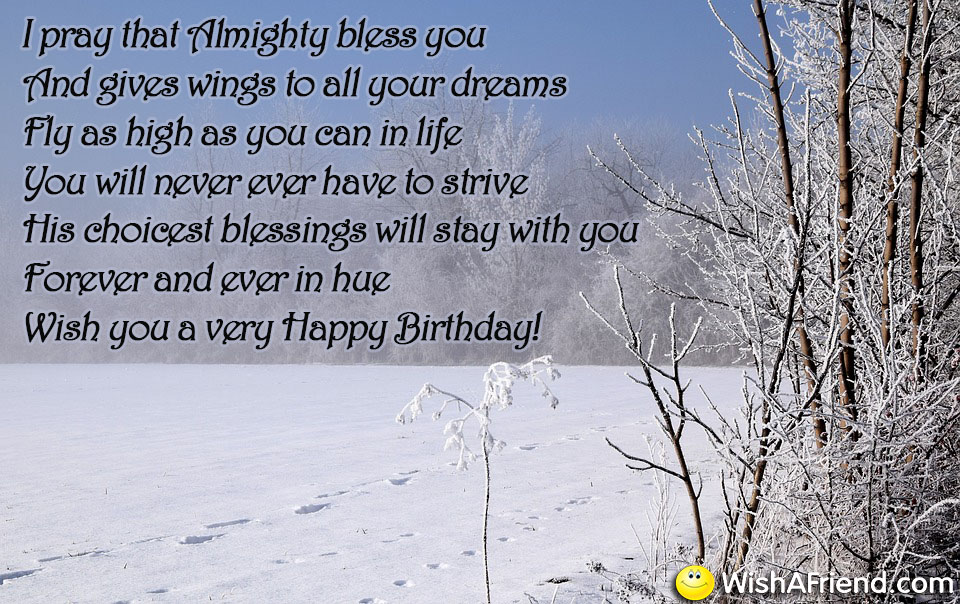 I pray that Almighty bless you
And gives wings to all your dreams
Fly as high as you can in life
You will never ever have to strive
His choicest blessings will stay with you
Forever and ever in hue
Wish you a very Happy Birthday!
WishAFriend.com